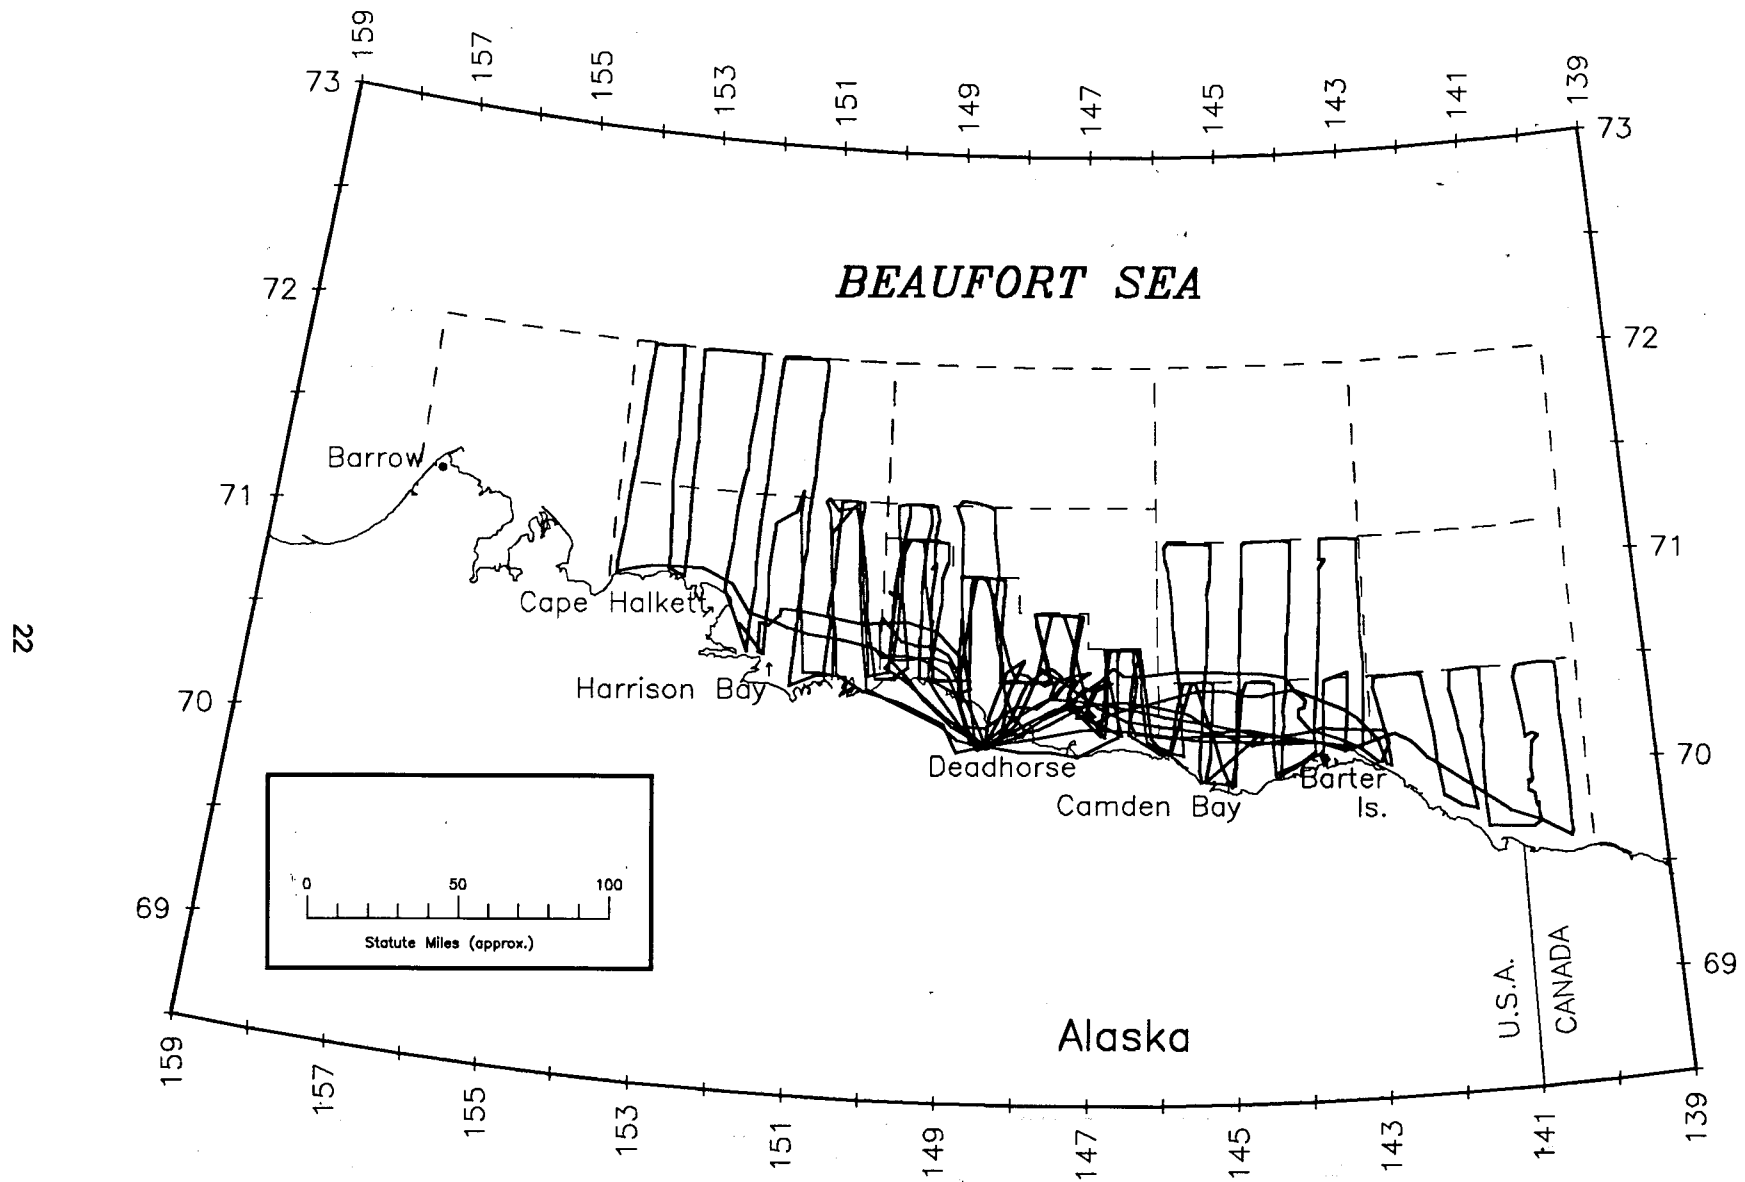 159
157
155
153
151
149
147
145
143
141
139
73
73
BEAUFORT SEA
72
72
Barrow
71
71
Cape Halkett
22
Harrison Bay
70
70
Deadhorse
Barter
Is.
Camden Bay
0 50 100
Statute Miles (approx.)
69
69
U.S.A.
CANADA
Alaska
159
157
155
153
151
149
147
145
143
141
139